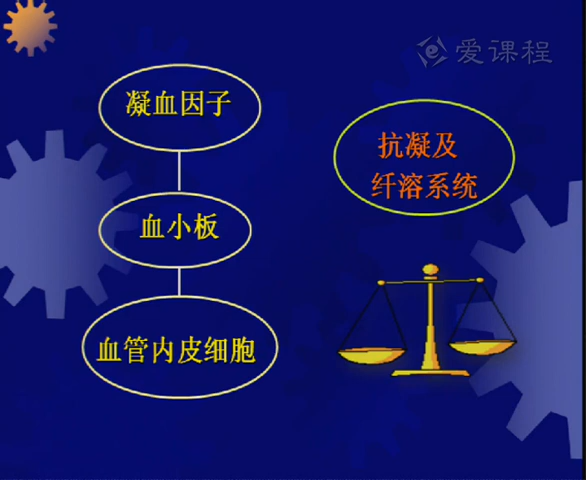 爱课程
凝血因子
抗凝及
纤溶系统
血小板
血管内皮细胞